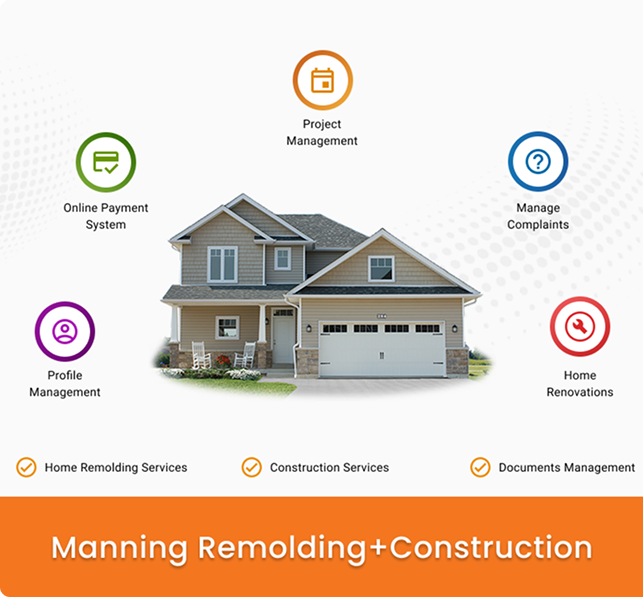 Project
Management
Online Payment
System
Manage
Complaints
Profile
Management
Home
Renovations
Home Remolding Services
Construction Services
Documents Management
Manning Remolding+Construction